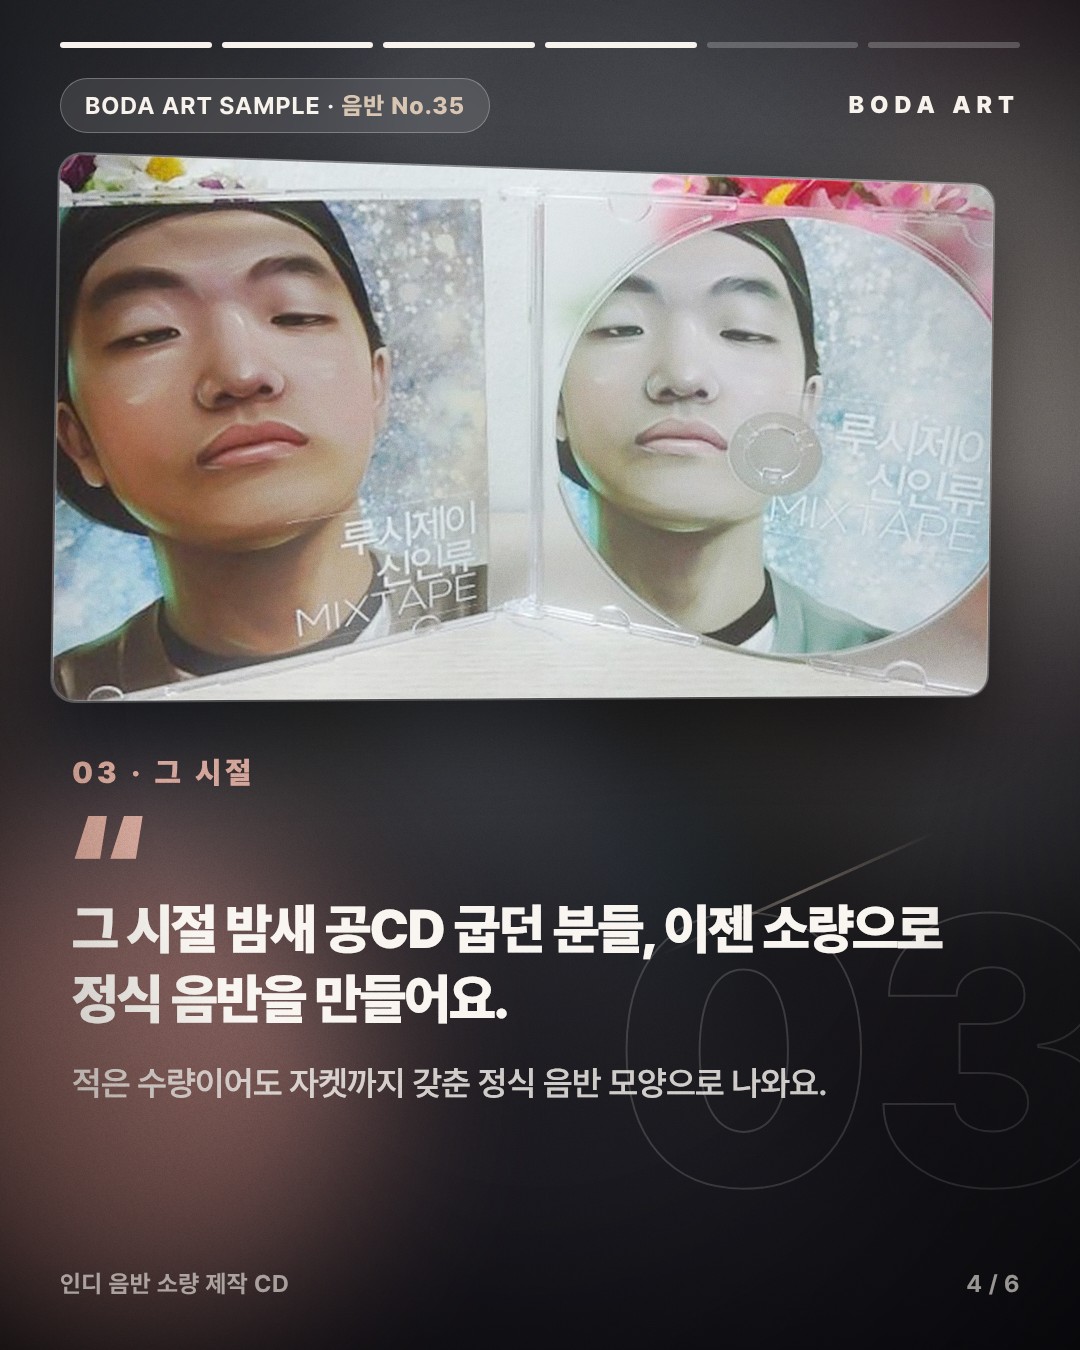 BODA ART SAMPLE · 음반 No.35
BODA ART
루시제이
신인류
MIXTAPE
루시제이
신인류
MIXTAPE
03 · 그 시절
“
그 시절 밤새 공CD 굽던 분들, 이젠 소량으로
정식 음반을 만들어요.
적은 수량이어도 자켓까지 갖춘 정식 음반 모양으로 나와요.
03
인디 음반 소량 제작 CD
4 / 6